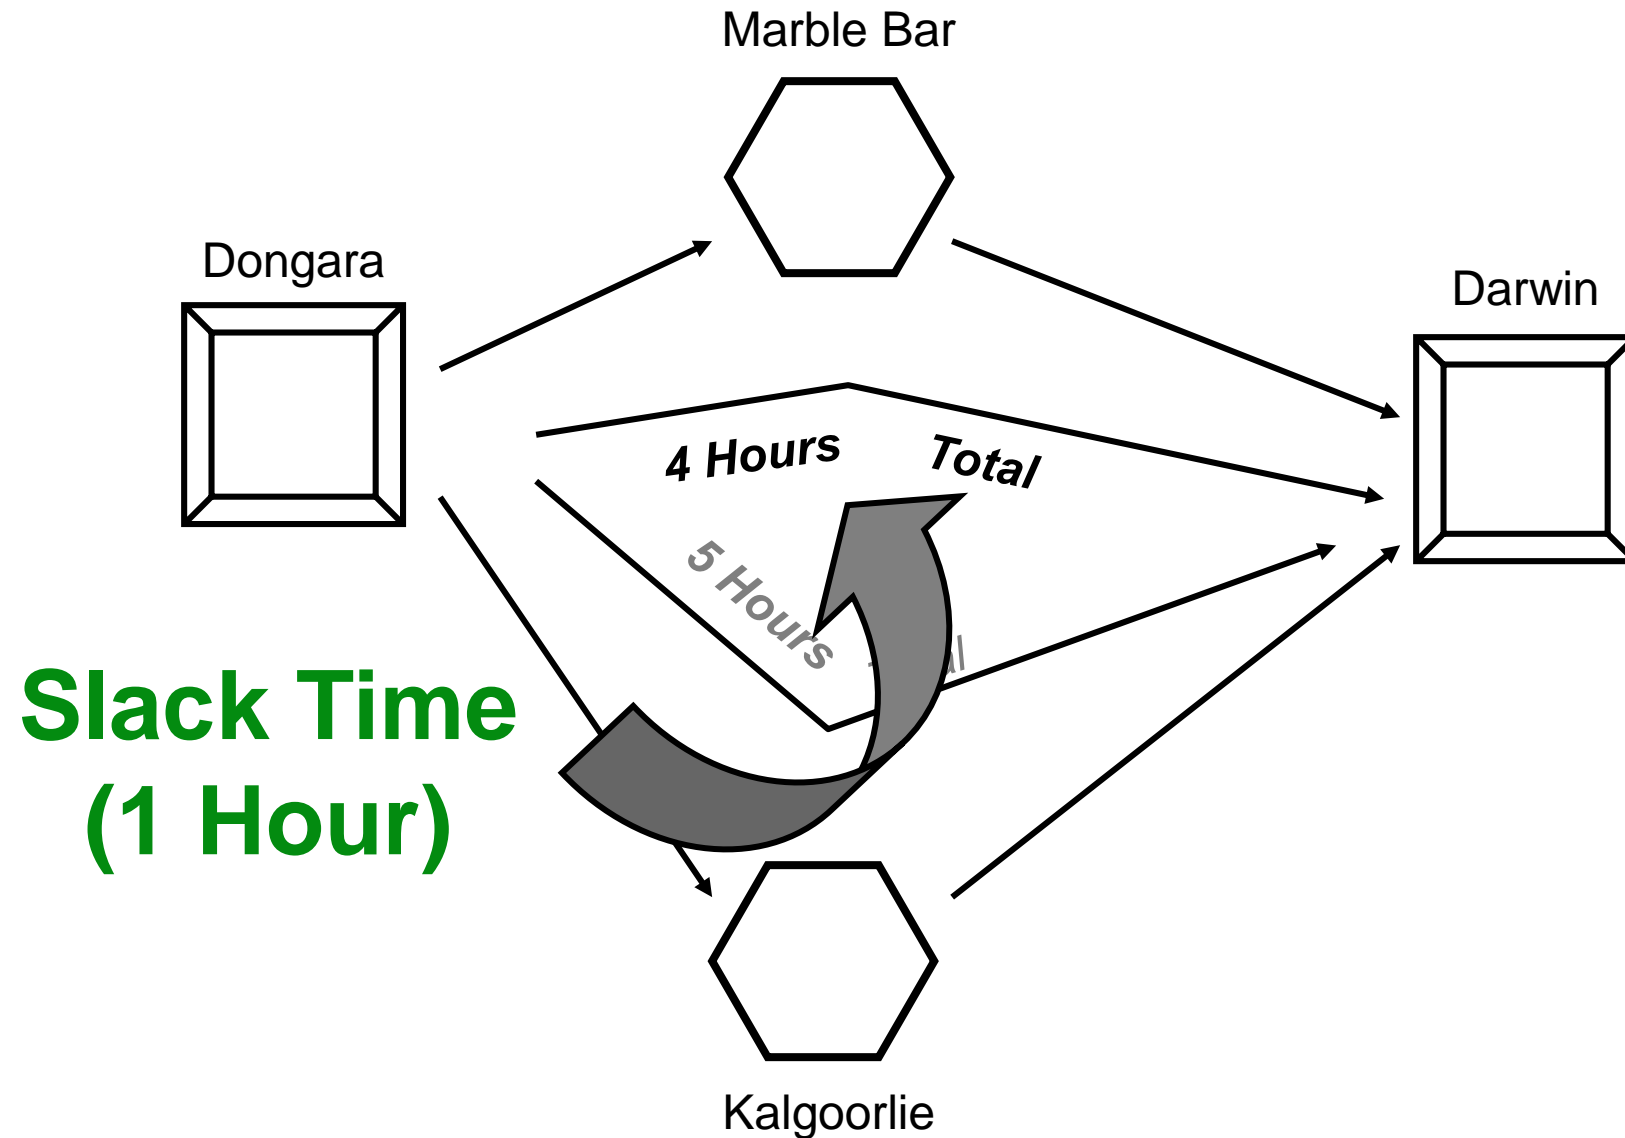 Marble Bar
Dongara
Darwin
4 Hours Total
5 Hours
Slack Time
(1 Hour)
Kalgoorlie